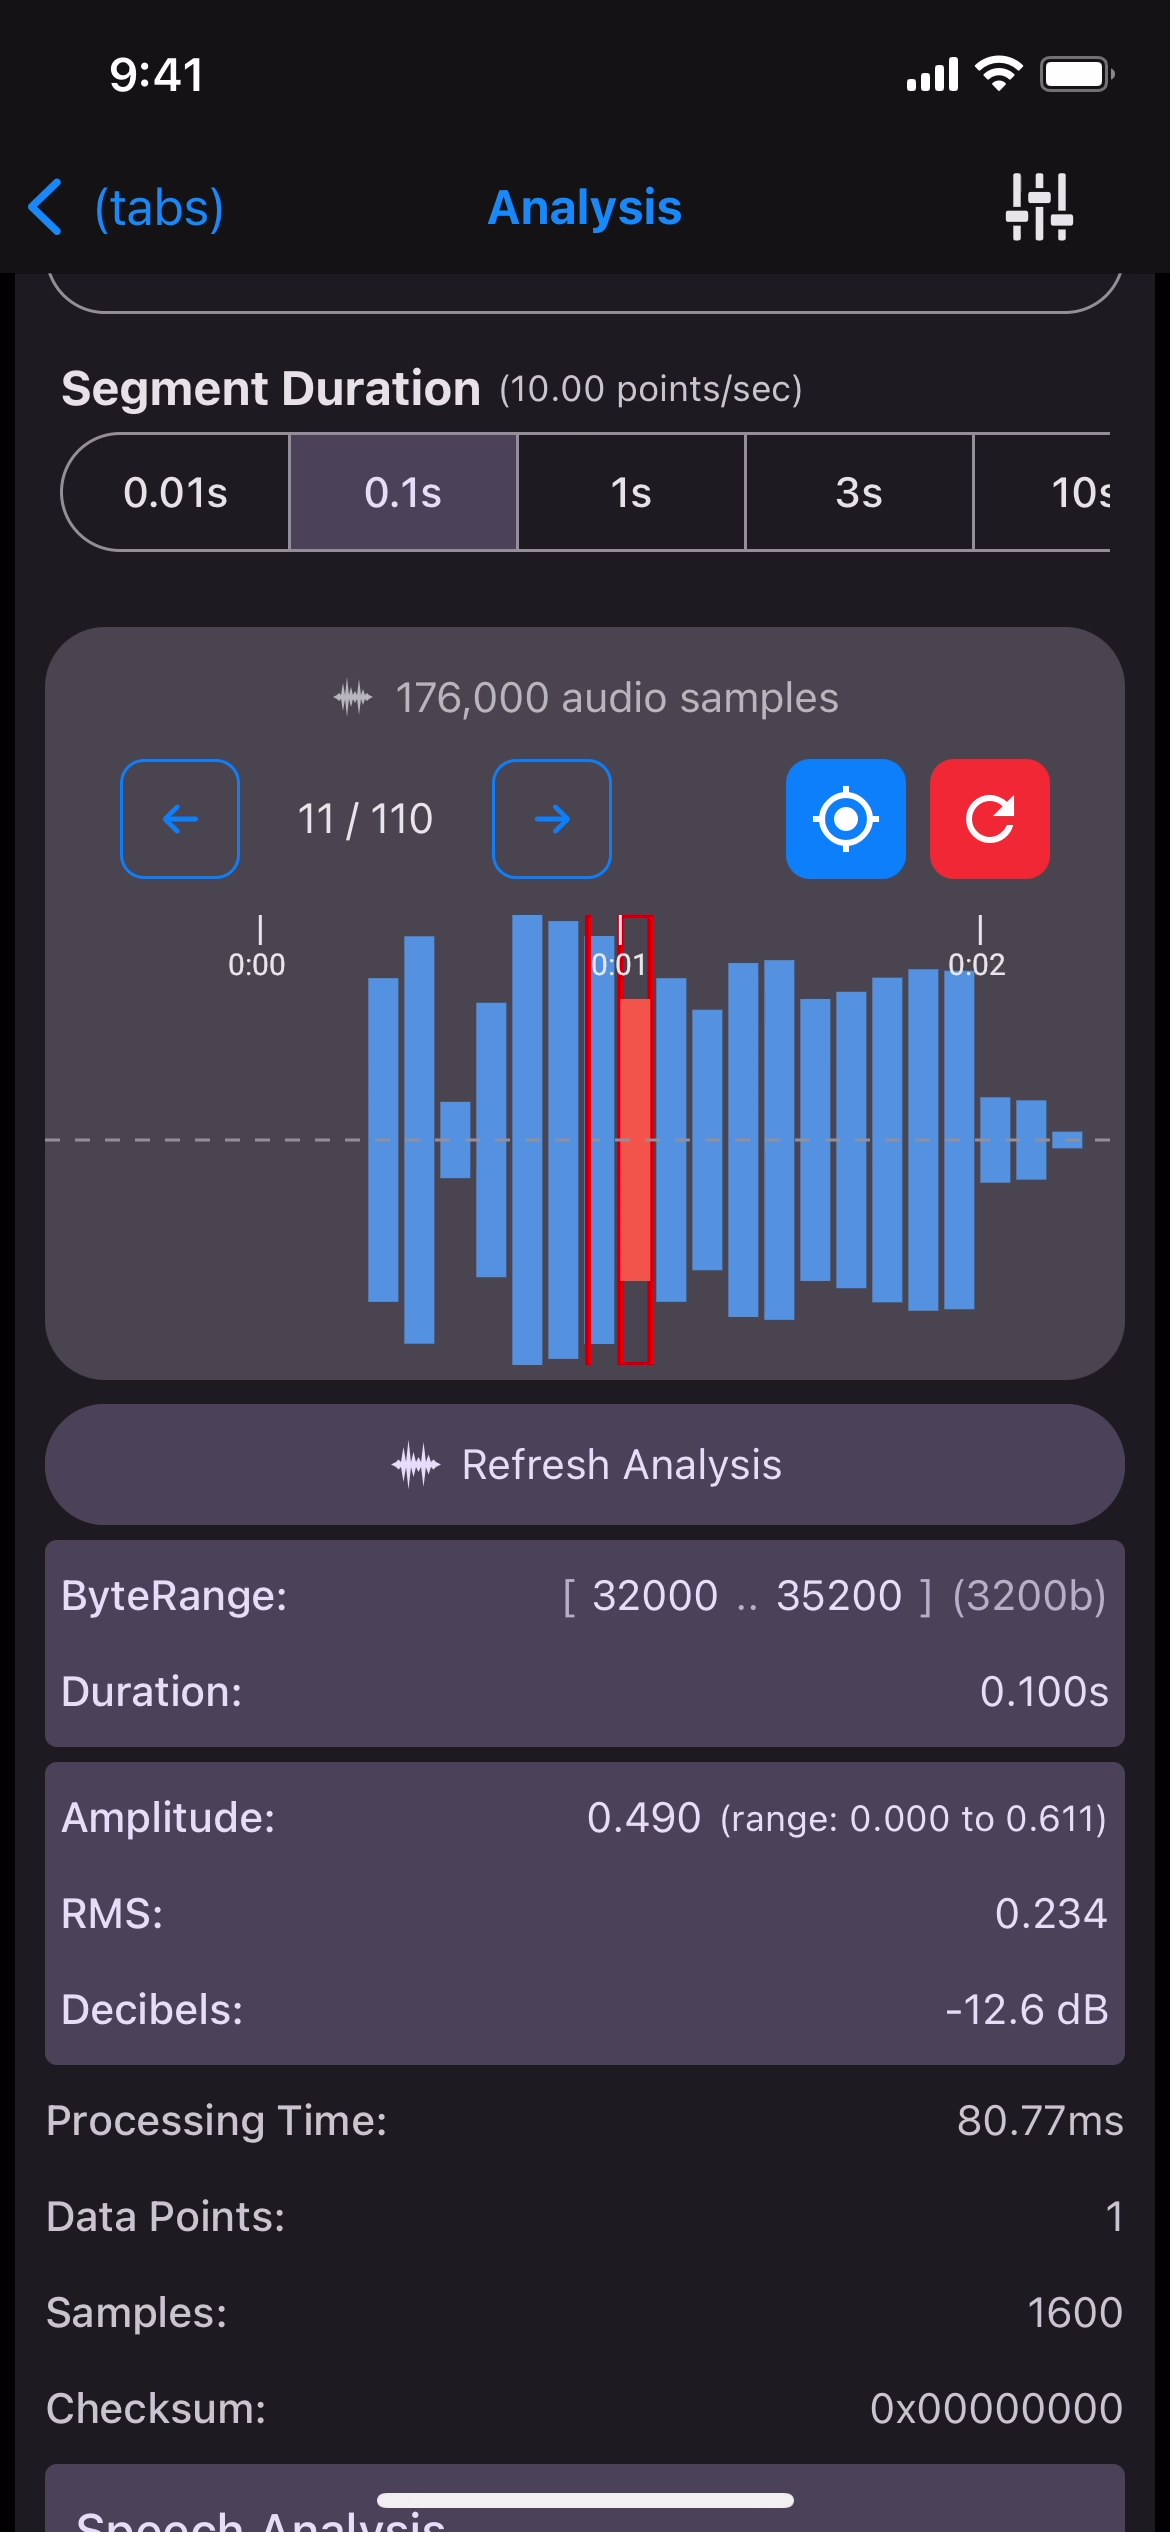 9:41
(tabs)
Analysis
Segment Duration (10.00 points/sec)
0.01s 0.1s 1s 3s 10s
176,000 audio samples
11 / 110
0:00 0:01 0:02
Refresh Analysis
ByteRange: [ 32000 .. 35200 ] (3200b)
Duration: 0.100s
Amplitude: 0.490 (range: 0.000 to 0.611)
RMS: 0.234
Decibels: -12.6 dB
Processing Time: 80.77ms
Data Points: 1
Samples: 1600
Checksum: 0x00000000
Speech Analysis